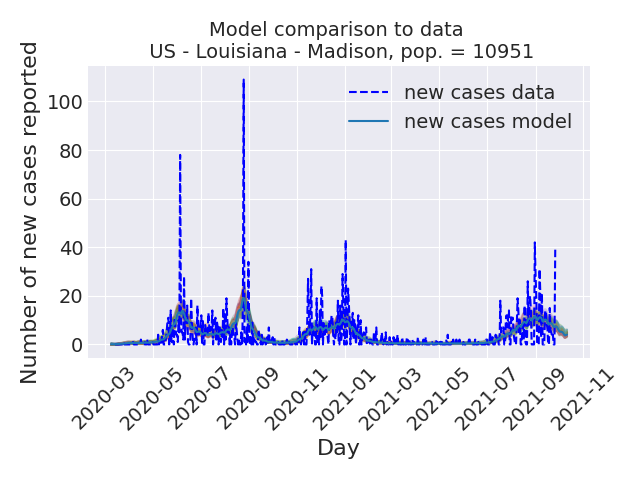 Model comparison to data
US - Louisiana - Madison, pop. = 10951
Number of new cases reported
100
80
60
40
20
0
new cases data
new cases model
2020-03
2020-05
2020-07
2020-09
2020-11
2021-01
2021-03
2021-05
2021-07
2021-09
2021-11
Day